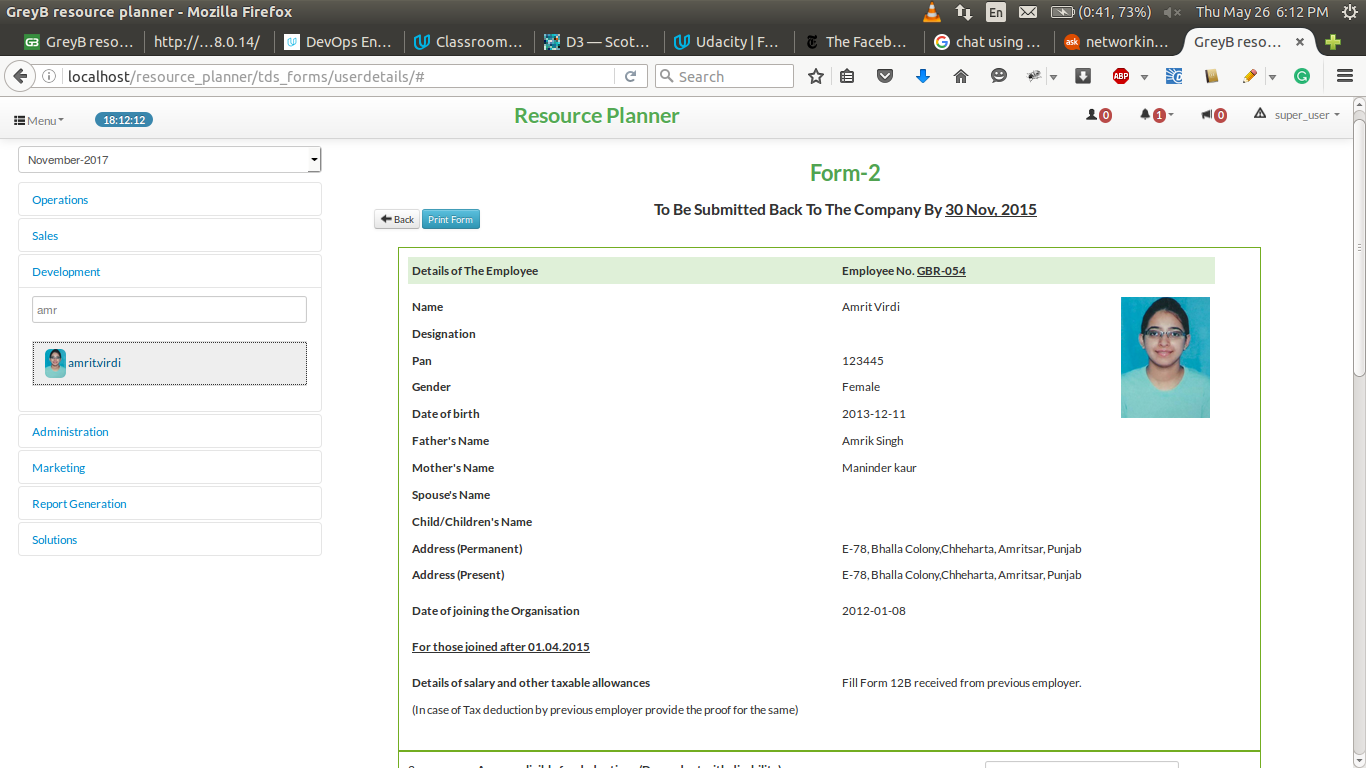 GreyB resource planner - Mozilla Firefox
En (0:41, 73%) Thu May 26 6:12 PM
GreyB reso... http://...8.0.14/ DevOps En... Classroom... D3 — Scot... Udacity | F... The Faceb... chat using ... networkin... GreyB reso...
localhost/resource_planner/tds_forms/userdetails/# Search ABP
Menu 18:12:12 Resource Planner 0 1 0 super_user
November-2017
Operations
Sales
Development
amr
amrit.virdi
Administration
Marketing
Report Generation
Solutions
Form-2
To Be Submitted Back To The Company By 30 Nov, 2015
Back Print Form
Details of The Employee Employee No. GBR-054
Name Amrit Virdi
Designation
Pan 123445
Gender Female
Date of birth 2013-12-11
Father's Name Amrik Singh
Mother's Name Maninder kaur
Spouse's Name
Child/Children's Name
Address (Permanent) E-78, Bhalla Colony,Chheharta, Amritsar, Punjab
Address (Present) E-78, Bhalla Colony,Chheharta, Amritsar, Punjab
Date of joining the Organisation 2012-01-08
For those joined after 01.04.2015
Details of salary and other taxable allowances Fill Form 12B received from previous employer.
(In case of Tax deduction by previous employer provide the proof for the same)